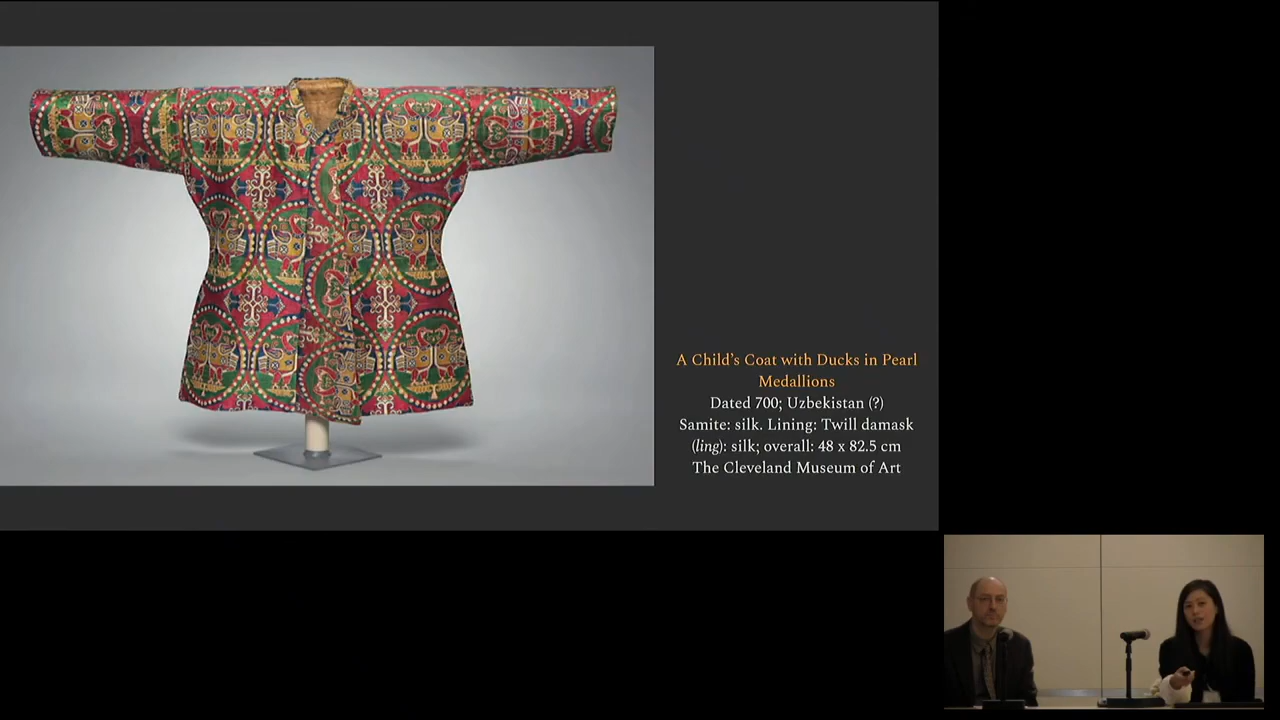 A Child's Coat with Ducks in Pearl
Medallions
Dated 700; Uzbekistan (?)
Samite: silk. Lining: Twill damask
(ling): silk; overall: 48 x 82.5 cm
The Cleveland Museum of Art